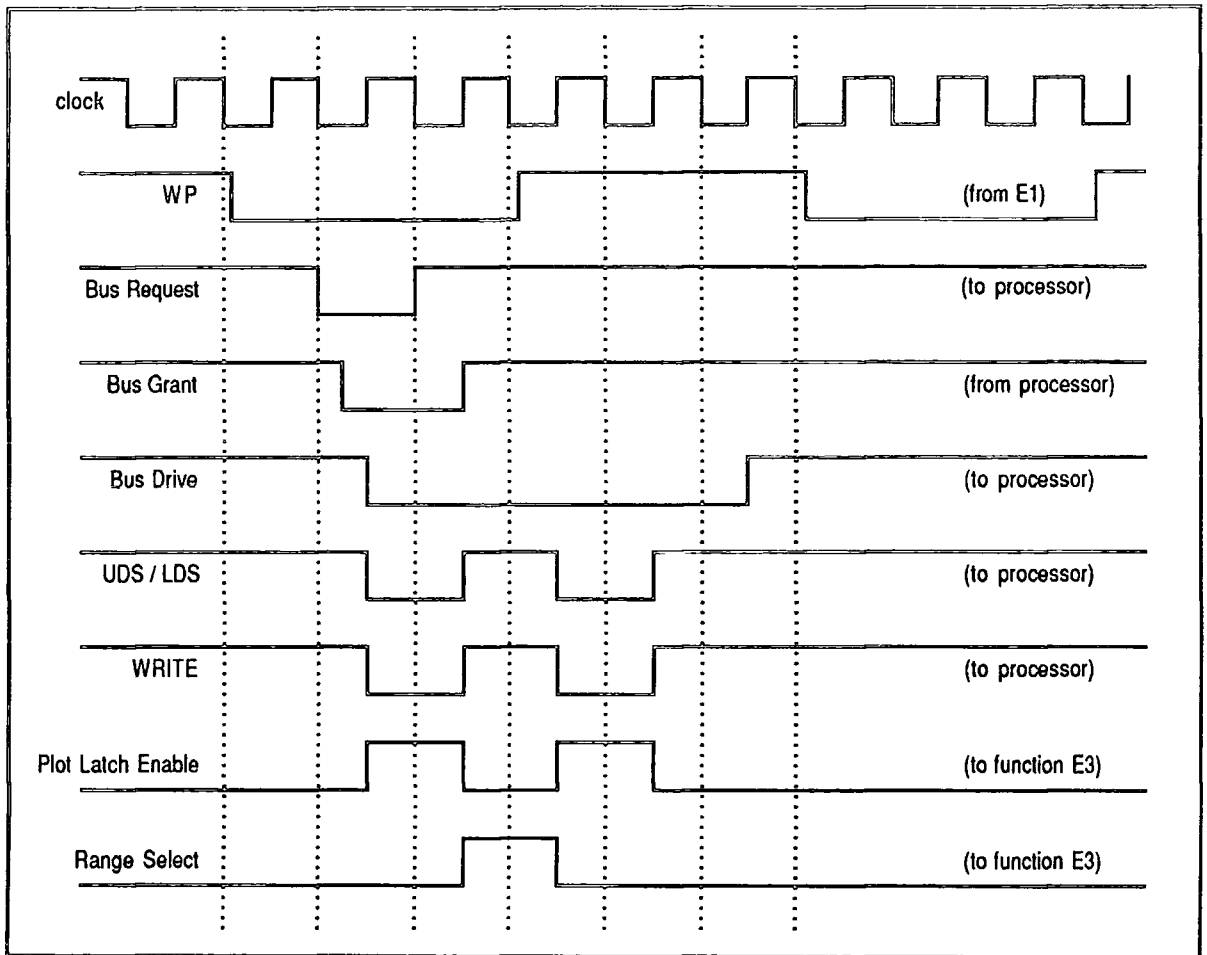 clock
WP (from E1)
Bus Request (to processor)
Bus Grant (from processor)
Bus Drive (to processor)
UDS / LDS (to processor)
WRITE (to processor)
Plot Latch Enable (to function E3)
Range Select (to function E3)